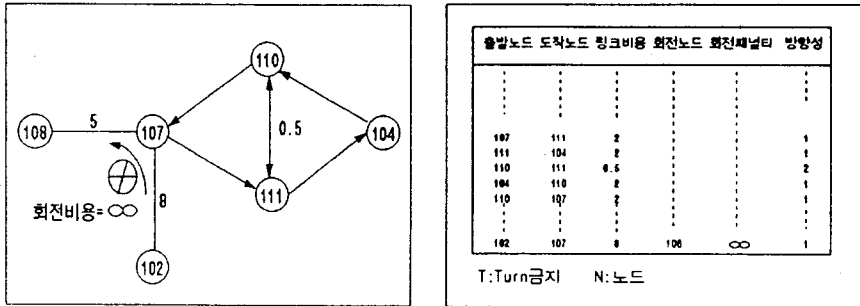 110
108
5
107
0.5
104
111
회전비용=∞
8
102
출발노드 도착노드 링크비용 회전노드 회전패널티 방향성
107 111 2 1
111 104 2 1
110 111 0.5 2
104 110 2 1
110 107 2 1
102 107 8 108 ∞ 1
T:Turn금지 N:노드